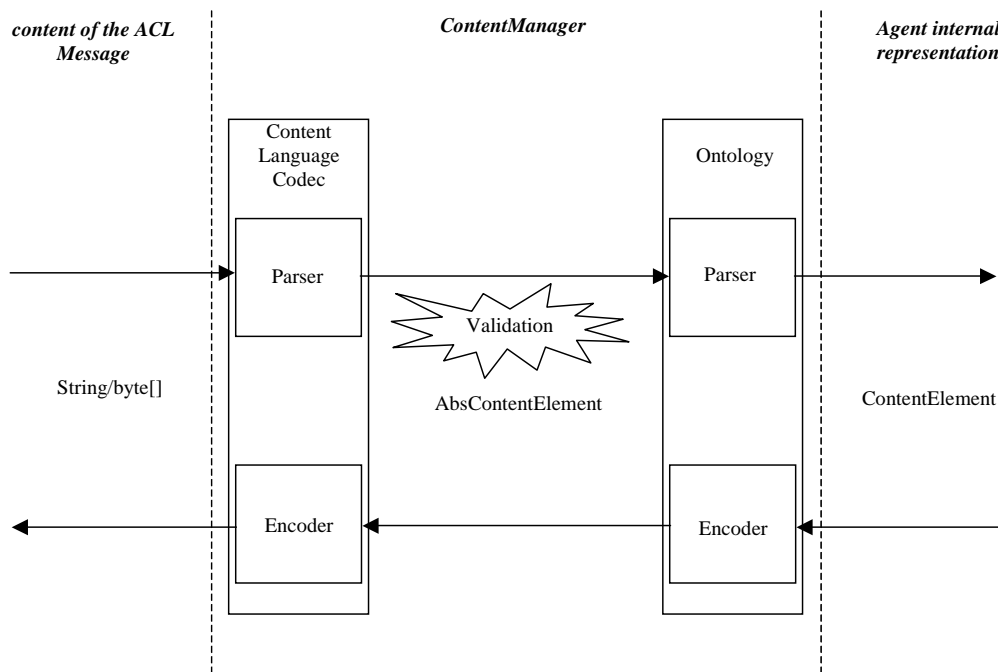 content of the ACL
Message
ContentManager
Agent internal
representation
Content
Language
Codec
Ontology
Parser
Parser
Validation
String/byte[]
AbsContentElement
ContentElement
Encoder
Encoder